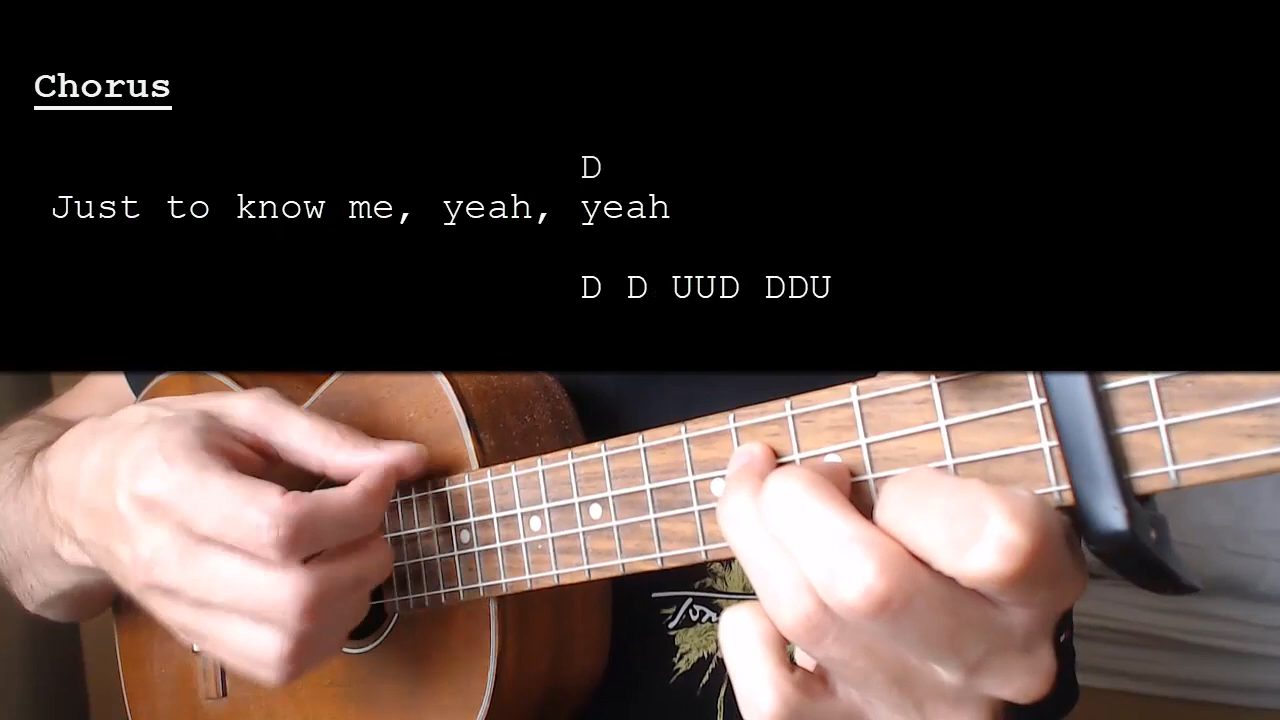 Chorus
D
Just to know me, yeah, yeah
D D UUD DDU